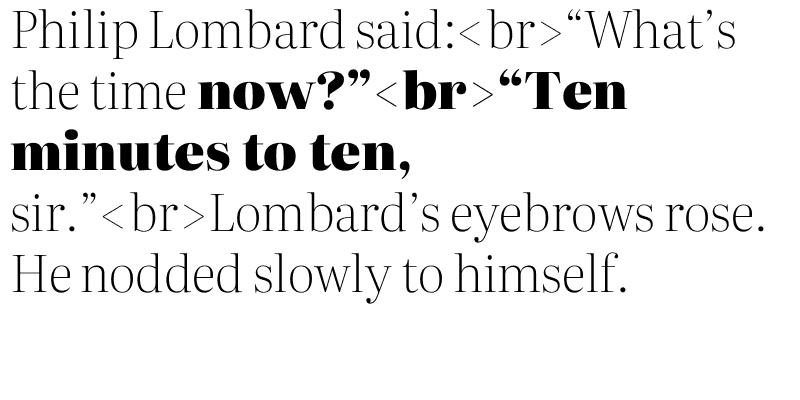 Philip Lombard said:<br>“What’s
the time now?”<br>“Ten
minutes to ten,
sir.”<br>Lombard’s eyebrows rose.
He nodded slowly to himself.